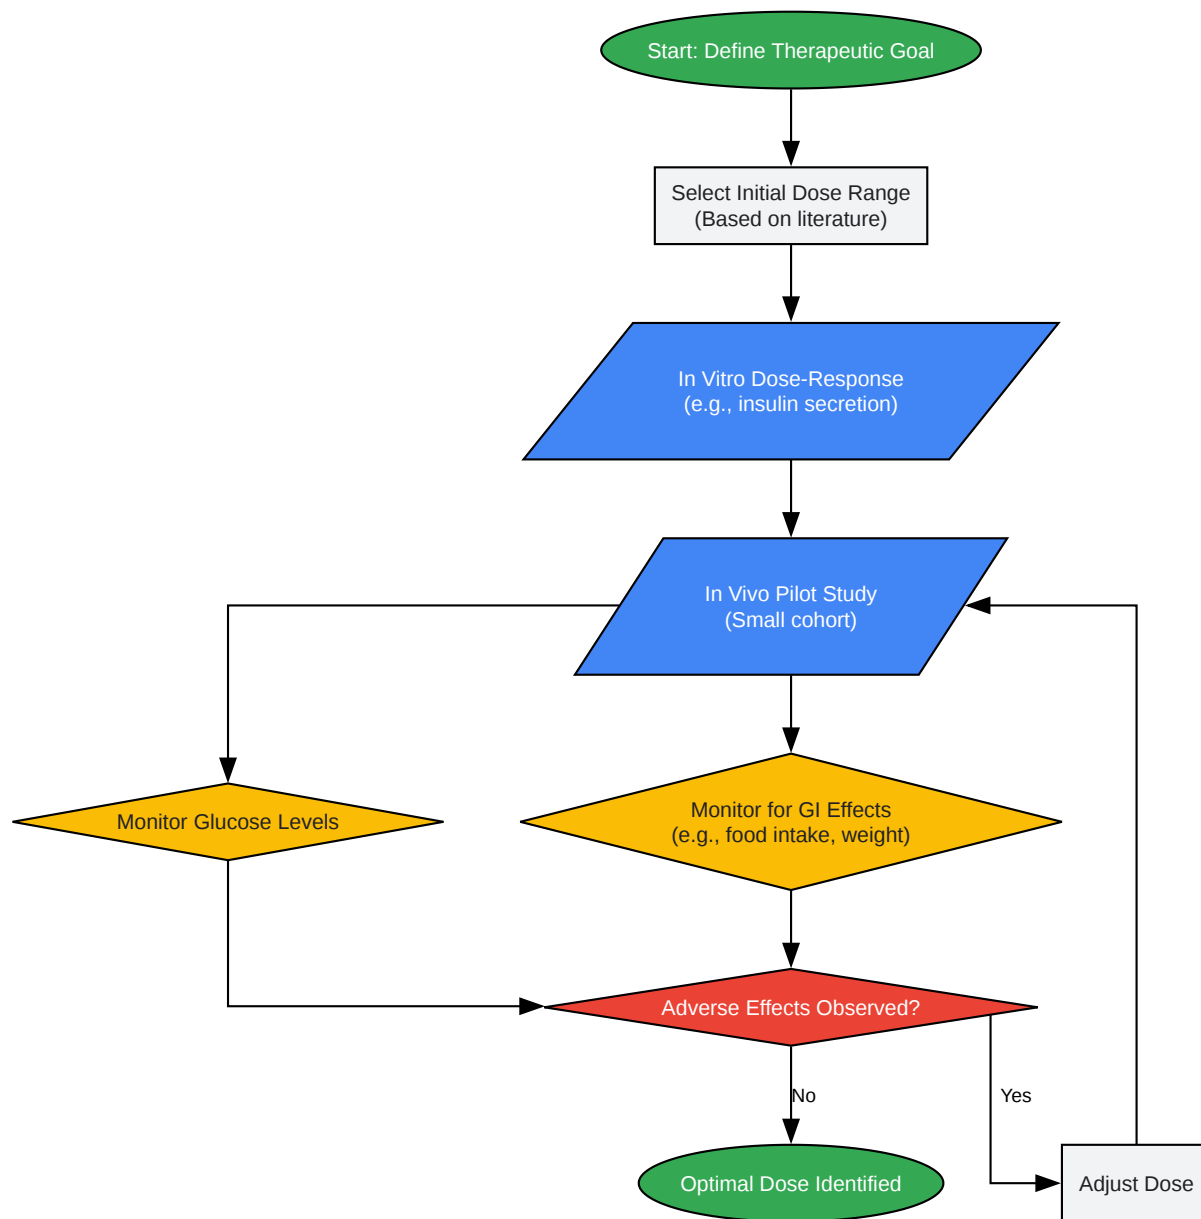 Start: Define Therapeutic Goal
Select Initial Dose Range
(Based on literature)
In Vitro Dose-Response
(e.g., insulin secretion)
In Vivo Pilot Study
(Small cohort)
Monitor Glucose Levels
Monitor for GI Effects
(e.g., food intake, weight)
Adverse Effects Observed?
No
Yes
Optimal Dose Identified
Adjust Dose